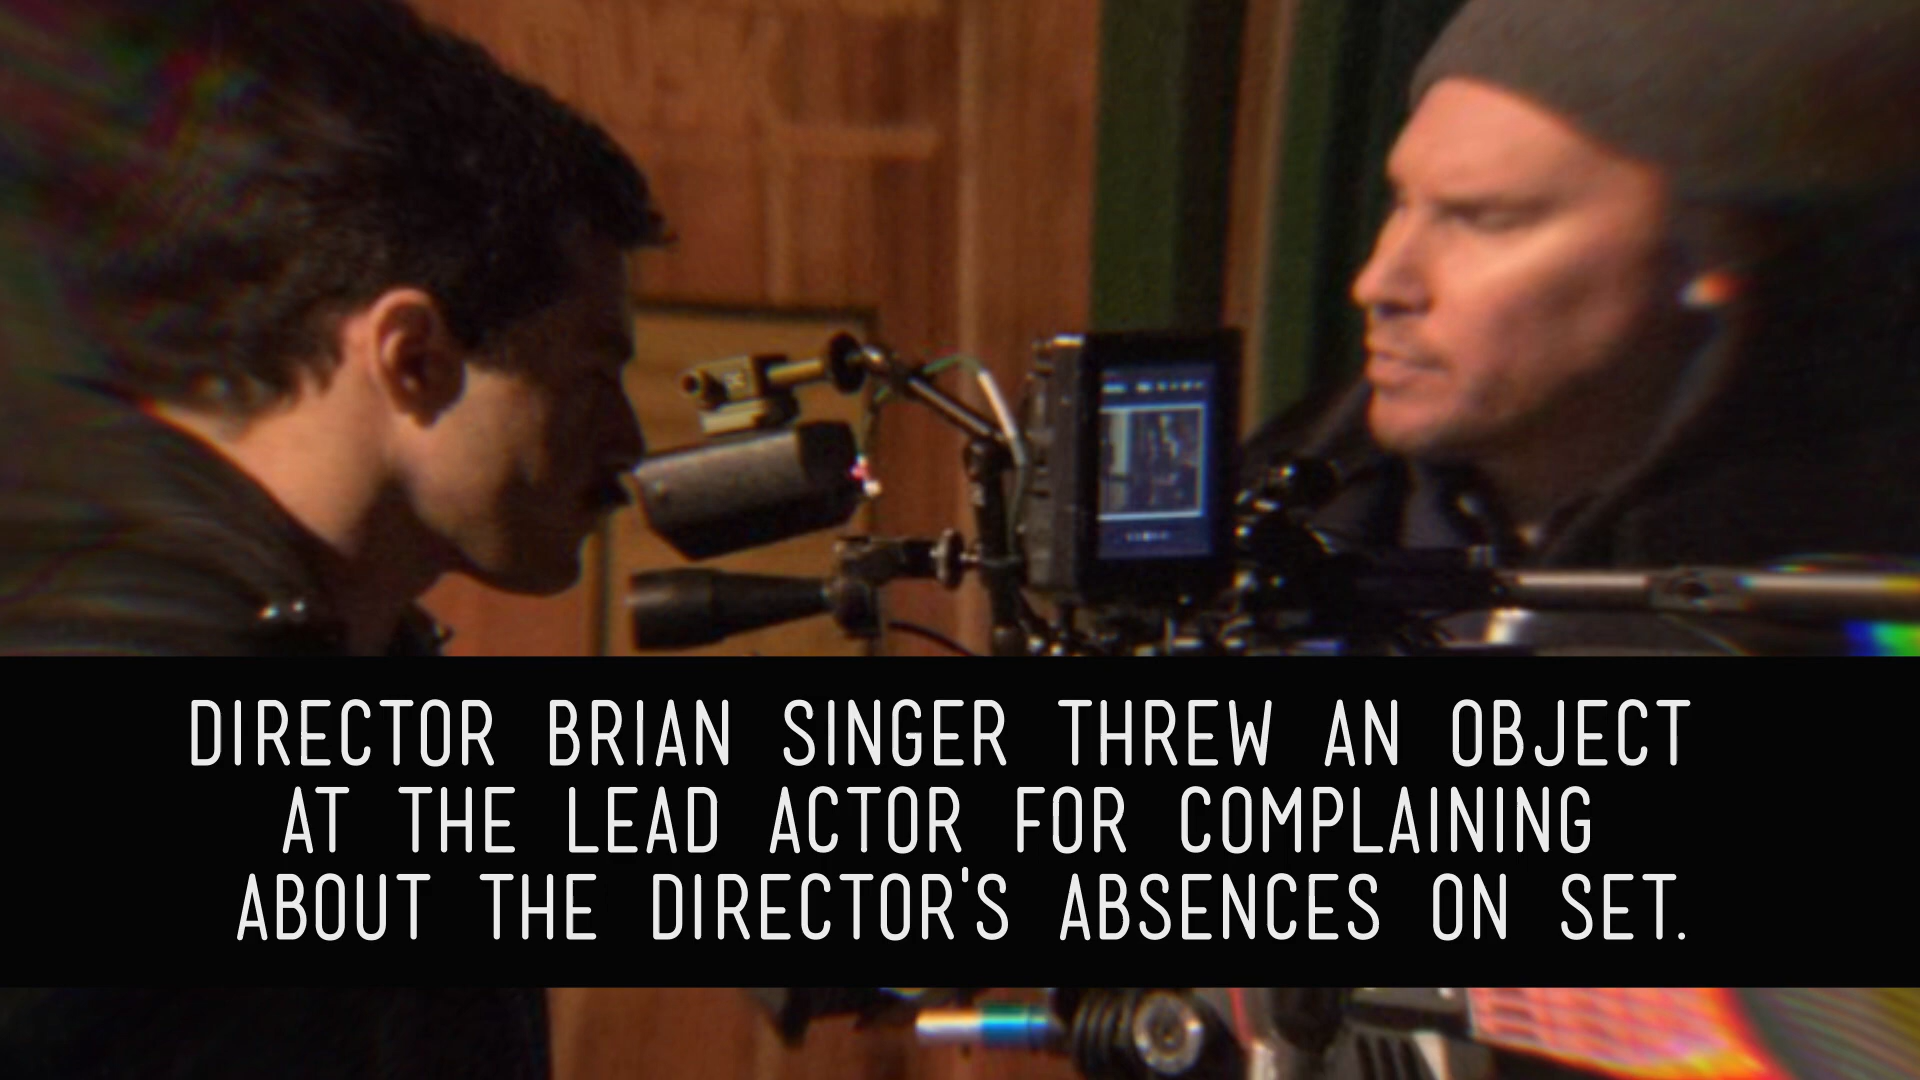 DIRECTOR BRIAN SINGER THREW AN OBJECT
AT THE LEAD ACTOR FOR COMPLAINING
ABOUT THE DIRECTOR'S ABSENCES ON SET.